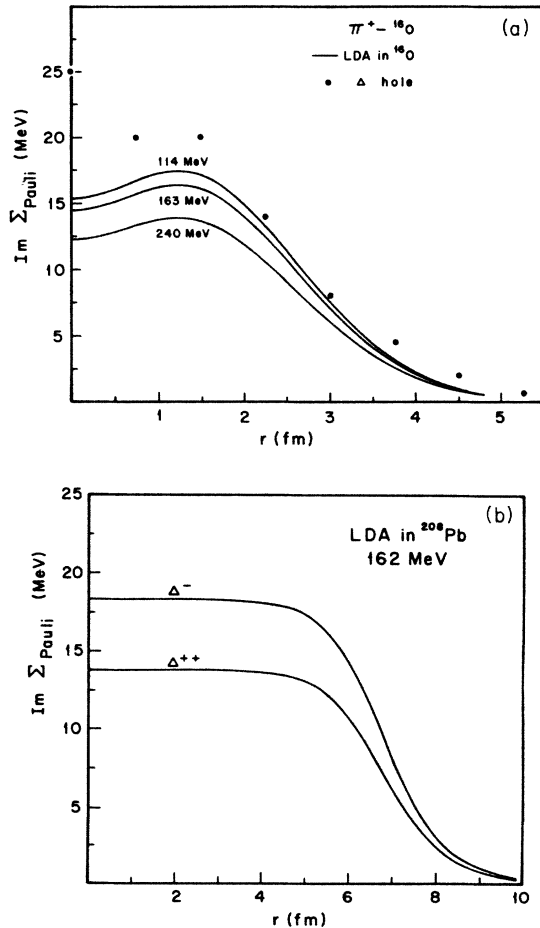 (a)
π⁺ – ¹⁶O
— LDA in ¹⁶O
• Δ hole
Im Σ Pauli (MeV)
25
20
15
10
5
114 MeV
163 MeV
240 MeV
1 2 3 4 5
r (fm)
(b)
LDA in ²⁰⁸Pb
162 MeV
Im Σ Pauli (MeV)
25
20
15
10
5
Δ⁻
Δ⁺⁺
2 4 6 8 10
r (fm)